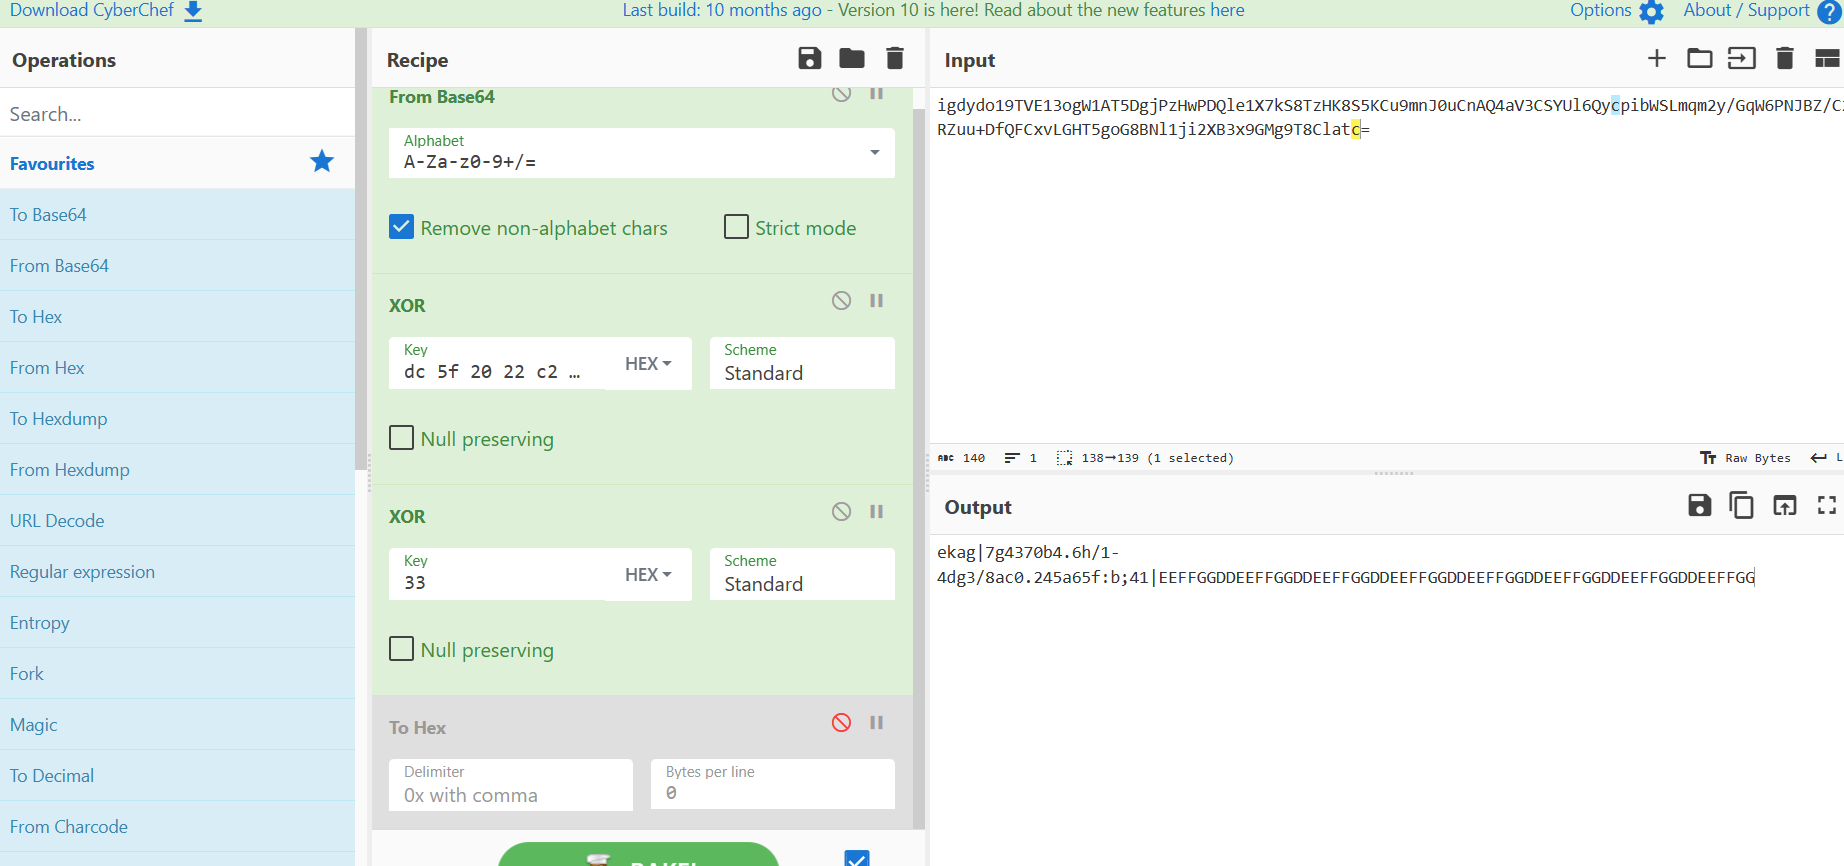 Download CyberChef
Last build: 10 months ago - Version 10 is here! Read about the new features here
Options
About / Support
Operations
Search...
Favourites
To Base64
From Base64
To Hex
From Hex
To Hexdump
From Hexdump
URL Decode
Regular expression
Entropy
Fork
Magic
To Decimal
From Charcode
Recipe
From Base64
Alphabet
A-Za-z0-9+/=
Remove non-alphabet chars
Strict mode
XOR
Key
dc 5f 20 22 c2 …
HEX
Scheme
Standard
Null preserving
XOR
Key
33
HEX
Scheme
Standard
Null preserving
To Hex
Delimiter
0x with comma
Bytes per line
0
Input
igdydo19TVE13ogW1AT5DgjPzHwPDQle1X7kS8TzHK8S5KCu9mnJ0uCnAQ4aV3CSYUl6QycpibWSLmqm2y/GqW6PNJBZ/C
RZuu+DfQFCxvLGHT5goG8BNl1ji2XB3x9GMg9T8Clatc=
ABC 140
1
138→139 (1 selected)
Tт Raw Bytes
L
Output
ekag|7g4370b4.6h/1-
4dg3/8ac0.245a65f:b;41|EEFFGGDDEEFFGGDDEEFFGGDDEEFFGGDDEEFFGGDDEEFFGGDDEEFFGGDDEEFFGG